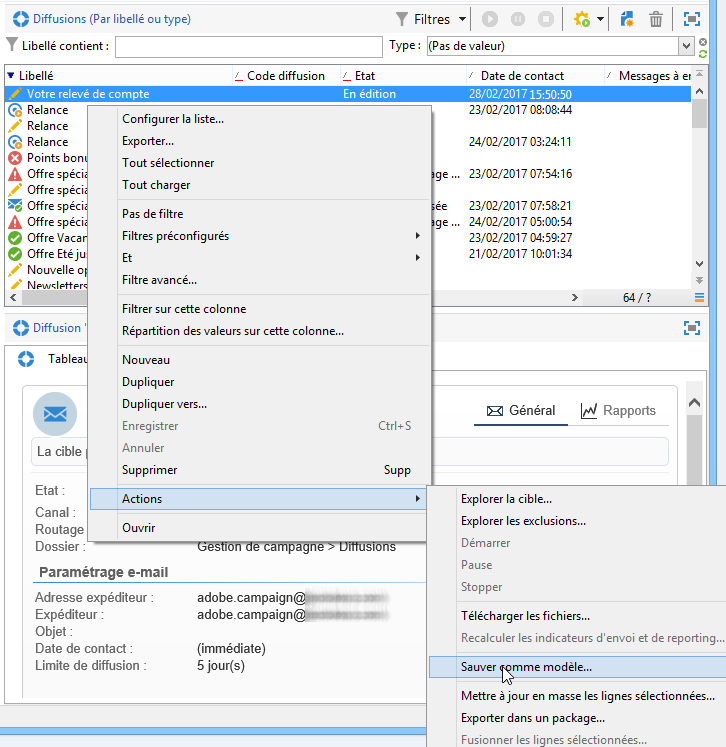 Diffusions (Par libellé ou type)
Filtres
Libellé contient :
Type : (Pas de valeur)
Libellé Code diffusion Etat Date de contact Messages à er
Votre relevé de compte En édition 28/02/2017 15:50:50
Relance 23/02/2017 08:08:44
Relance
Relance 24/02/2017 03:24:11
Points bonu
Offre spécia age ... 23/02/2017 07:54:16
Offre spécia
Offre spécia sée 23/02/2017 07:58:21
Offre spécia age ... 24/02/2017 05:00:54
Offre Vacan 23/02/2017 04:59:27
Offre Eté ju 21/02/2017 10:01:34
Nouvelle op
Newsletters
64 / ?
Configurer la liste...
Exporter...
Tout sélectionner
Tout charger
Pas de filtre
Filtres préconfigurés
Et
Filtre avancé...
Filtrer sur cette colonne
Répartition des valeurs sur cette colonne...
Nouveau
Dupliquer
Dupliquer vers...
Enregistrer Ctrl+S
Annuler
Supprimer Supp
Actions
Ouvrir
Diffusion '
Tableau
Général
Rapports
La cible p
Etat :
Canal :
Routage
Dossier : Gestion de campagne > Diffusions
Paramétrage e-mail
Adresse expéditeur : adobe.campaign@
Expéditeur : adobe.campaign@
Objet :
Date de contact : (immédiate)
Limite de diffusion : 5 jour(s)
Explorer la cible...
Explorer les exclusions...
Démarrer
Pause
Stopper
Télécharger les fichiers...
Recalculer les indicateurs d'envoi et de reporting...
Sauver comme modèle...
Mettre à jour en masse les lignes sélectionnées...
Exporter dans un package...
Fusionner les lignes sélectionnées...